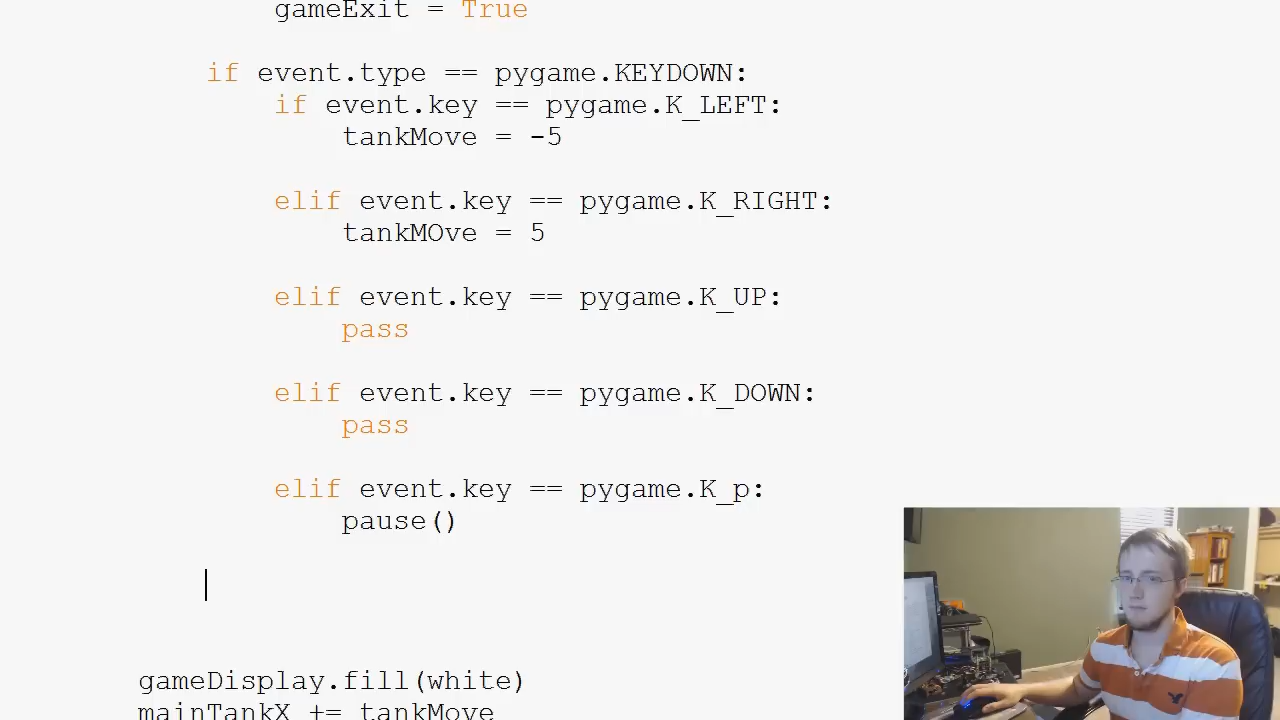 gameExit = True
if event.type == pygame.KEYDOWN:
if event.key == pygame.K_LEFT:
tankMove = -5
elif event.key == pygame.K_RIGHT:
tankMOve = 5
elif event.key == pygame.K_UP:
pass
elif event.key == pygame.K_DOWN:
pass
elif event.key == pygame.K_p:
pause()
gameDisplay.fill(white)
mainTankX += tankMove